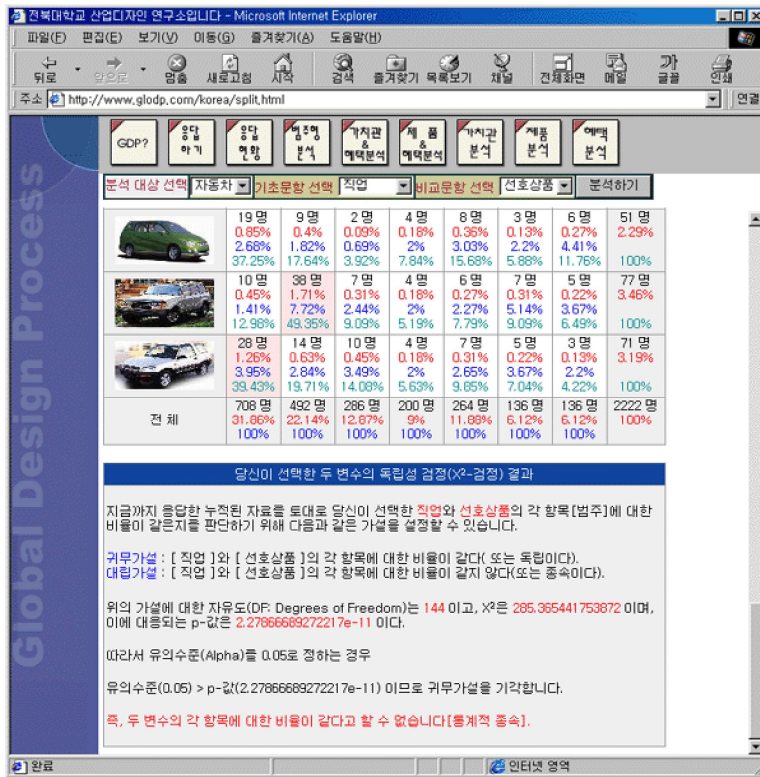 전북대학교 산업디자인 연구소입니다 - Microsoft Internet Explorer
파일(F) 편집(E) 보기(V) 이동(G) 즐겨찾기(A) 도움말(H)
뒤로 앞으로 멈춤 새로고침 시작 검색 즐겨찾기 목록보기 채널 전체화면 메일 글꼴 인쇄
주소 http://www.glodp.com/korea/split.html 연결
GDP? 응답하기 응답현황 범주형분석 가치관&혜택분석 제품&혜택분석 가치관분석 제품분석 혜택분석
분석 대상 선택 자동차 기초문항 선택 직업 비교문항 선택 선호상품 분석하기
19 명 9 명 2 명 4 명 8 명 3 명 6 명 51 명
0.85% 0.4% 0.09% 0.18% 0.36% 0.13% 0.27% 2.29%
2.68% 1.82% 0.69% 2% 3.03% 2.2% 4.41%
37.25% 17.64% 3.92% 7.84% 15.68% 5.88% 11.76% 100%
10 명 38 명 7 명 4 명 6 명 7 명 5 명 77 명
0.45% 1.71% 0.31% 0.18% 0.27% 0.31% 0.22% 3.46%
1.41% 7.72% 2.44% 2% 2.27% 5.14% 3.67%
12.98% 49.35% 9.09% 5.19% 7.79% 9.09% 6.49% 100%
28 명 14 명 10 명 4 명 7 명 5 명 3 명 71 명
1.26% 0.63% 0.45% 0.18% 0.31% 0.22% 0.13% 3.19%
3.95% 2.84% 3.49% 2% 2.65% 3.67% 2.2%
39.43% 19.71% 14.08% 5.63% 9.85% 7.04% 4.22% 100%
전 체 708 명 492 명 286 명 200 명 264 명 136 명 136 명 2222 명
31.86% 22.14% 12.87% 9% 11.88% 6.12% 6.12% 100%
100% 100% 100% 100% 100% 100% 100%
당신이 선택한 두 변수의 독립성 검정(X²-검정) 결과
지금까지 응답한 누적된 자료를 토대로 당신이 선택한 직업와 선호상품의 각 항목[범주]에 대한
비율이 같은지를 판단하기 위해 다음과 같은 가설을 설정할 수 있습니다.
귀무가설 : [ 직업 ]와 [ 선호상품 ]의 각 항목에 대한 비율이 같다( 또는 독립이다).
대립가설 : [ 직업 ]와 [ 선호상품 ]의 각 항목에 대한 비율이 같지 않다(또는 종속이다).
위의 가설에 대한 자유도(DF: Degrees of Freedom)는 144 이고, X²은 285.365441753872 이며,
이에 대응되는 p-값은 2.27866689272217e-11 이다.
따라서 유의수준(Alpha)를 0.05로 정하는 경우
유의수준(0.05) > p-값(2.27866689272217e-11) 이므로 귀무가설을 기각합니다.
즉, 두 변수의 각 항목에 대한 비율이 같다고 할 수 없습니다[통계적 종속].
Global Design Process
완료 인터넷 영역